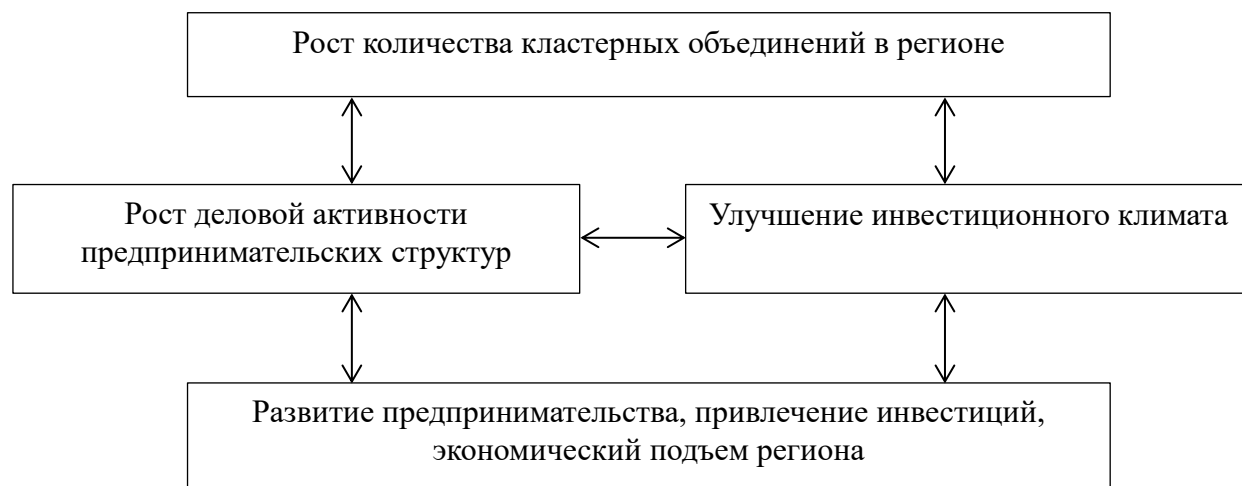 Рост количества кластерных объединений в регионе
Рост деловой активности
предпринимательских структур
Улучшение инвестиционного климата
Развитие предпринимательства, привлечение инвестиций,
экономический подъем региона